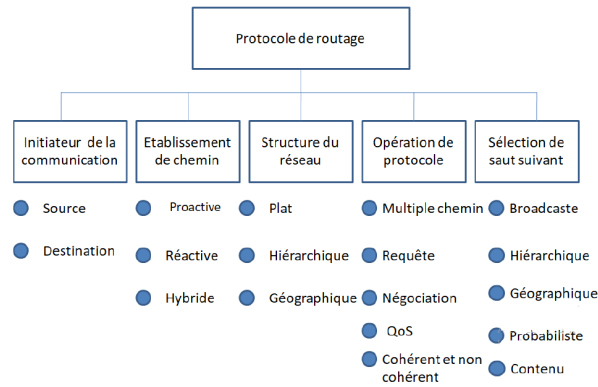 Protocole de routage
Initiateur de la
communication
Etablissement
de chemin
Structure du
réseau
Opération de
protocole
Sélection de
saut suivant
Source
Destination
Proactive
Réactive
Hybride
Plat
Hiérarchique
Géographique
Multiple chemin
Requête
Négociation
QoS
Cohérent et non
cohérent
Broadcaste
Hiérarchique
Géographique
Probabiliste
Contenu